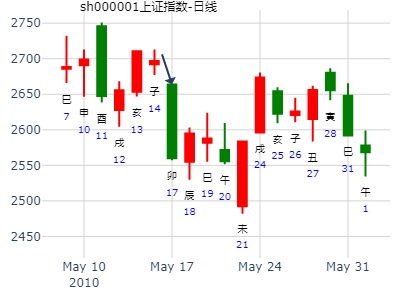 sh000001上证指数-日线
2750
2700
2650
2600
2550
2500
2450
巳
7
申
10
酉
11
戌
12
亥
13
子
14
卯
17
辰
18
巳
19
午
20
未
21
戌
24
亥
25
子
26
丑
27
寅
28
巳
31
午
1
May 10
2010
May 17
May 24
May 31